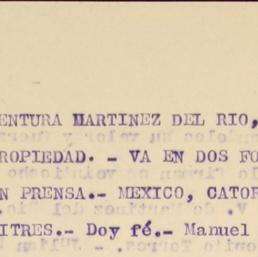 ENTURA MARTINEZ DEL RIO,
ROPIEDAD. - VA EN DOS FO
N PRENSA.- MEXICO, CATOR
ITRES.- Doy fé.- Manuel